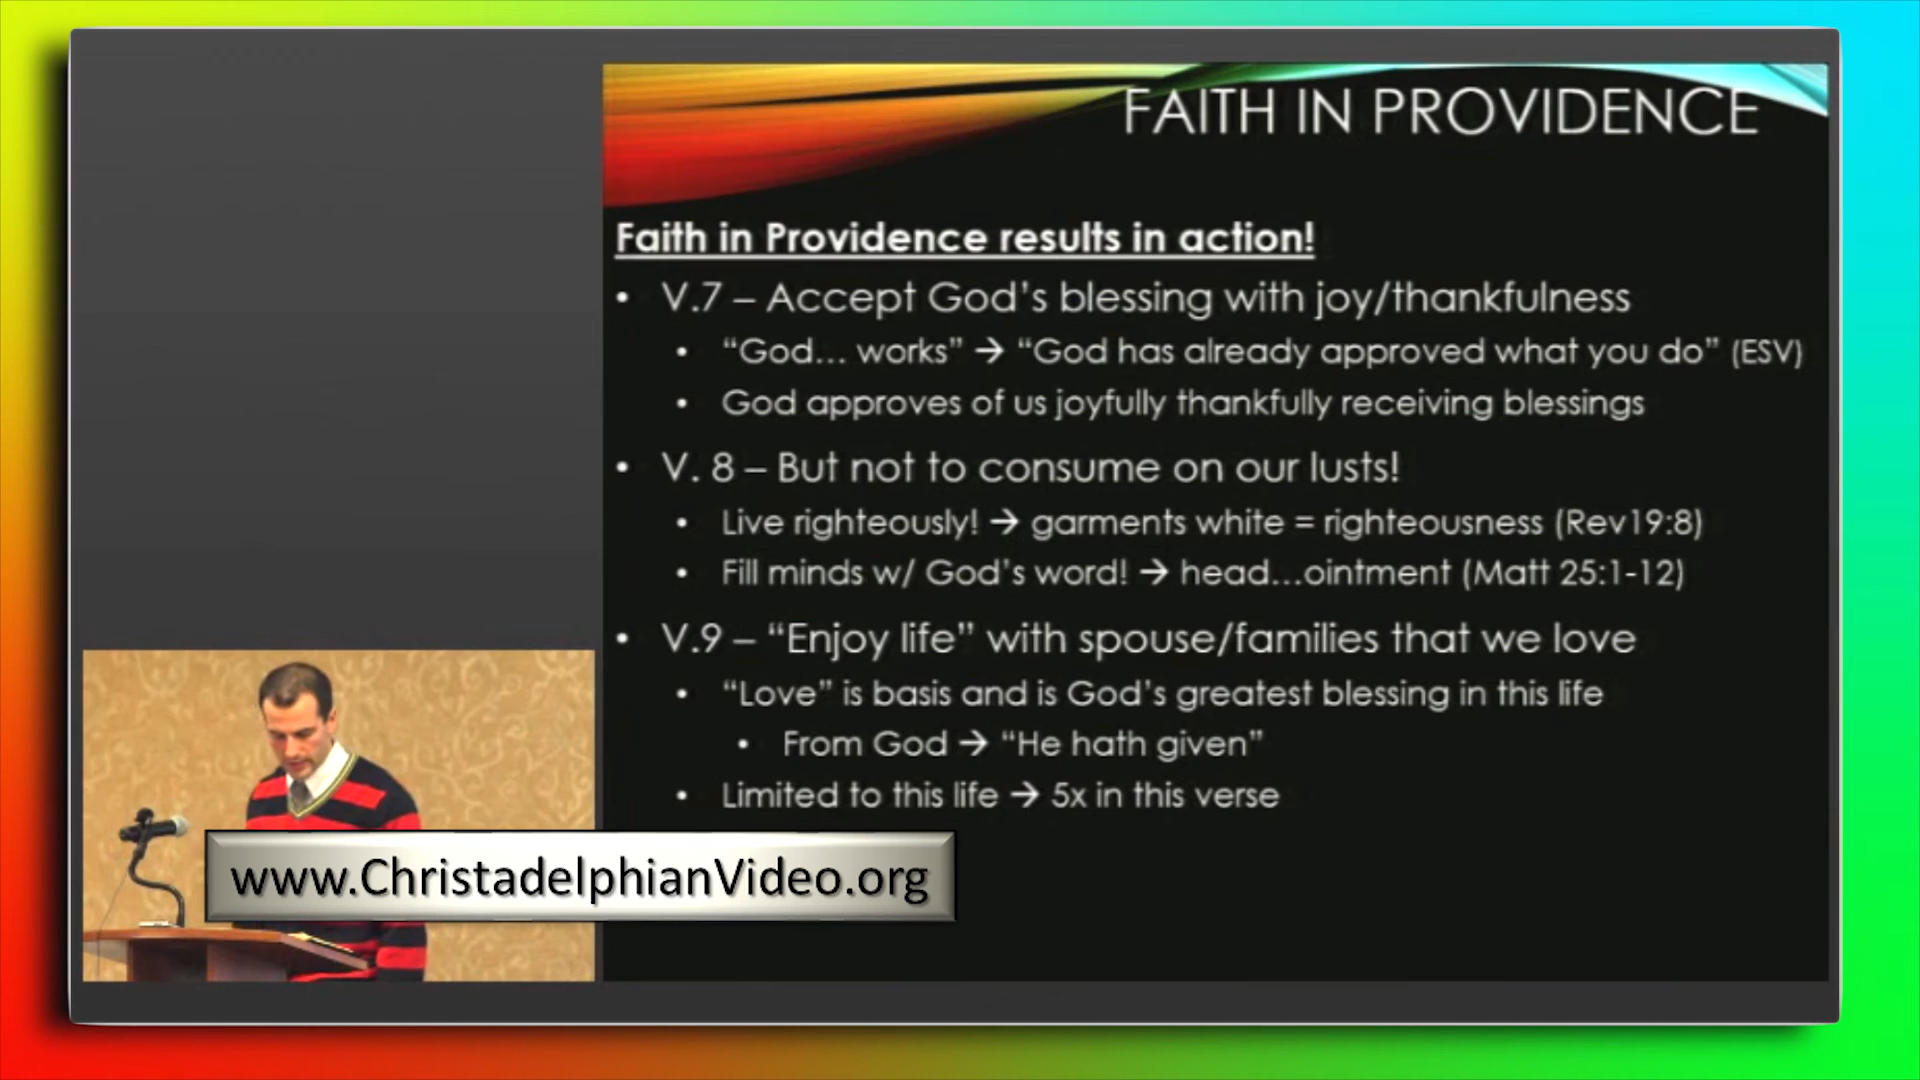 FAITH IN PROVIDENCE
Faith in Providence results in action!
• V.7 – Accept God's blessing with joy/thankfulness
• “God... works” → “God has already approved what you do” (ESV)
• God approves of us joyfully thankfully receiving blessings
• V. 8 – But not to consume on our lusts!
• Live righteously! → garments white = righteousness (Rev19:8)
• Fill minds w/ God's word! → head...ointment (Matt 25:1-12)
• V.9 – “Enjoy life” with spouse/families that we love
• “Love” is basis and is God's greatest blessing in this life
• From God → “He hath given”
• Limited to this life → 5x in this verse
www.ChristadelphianVideo.org